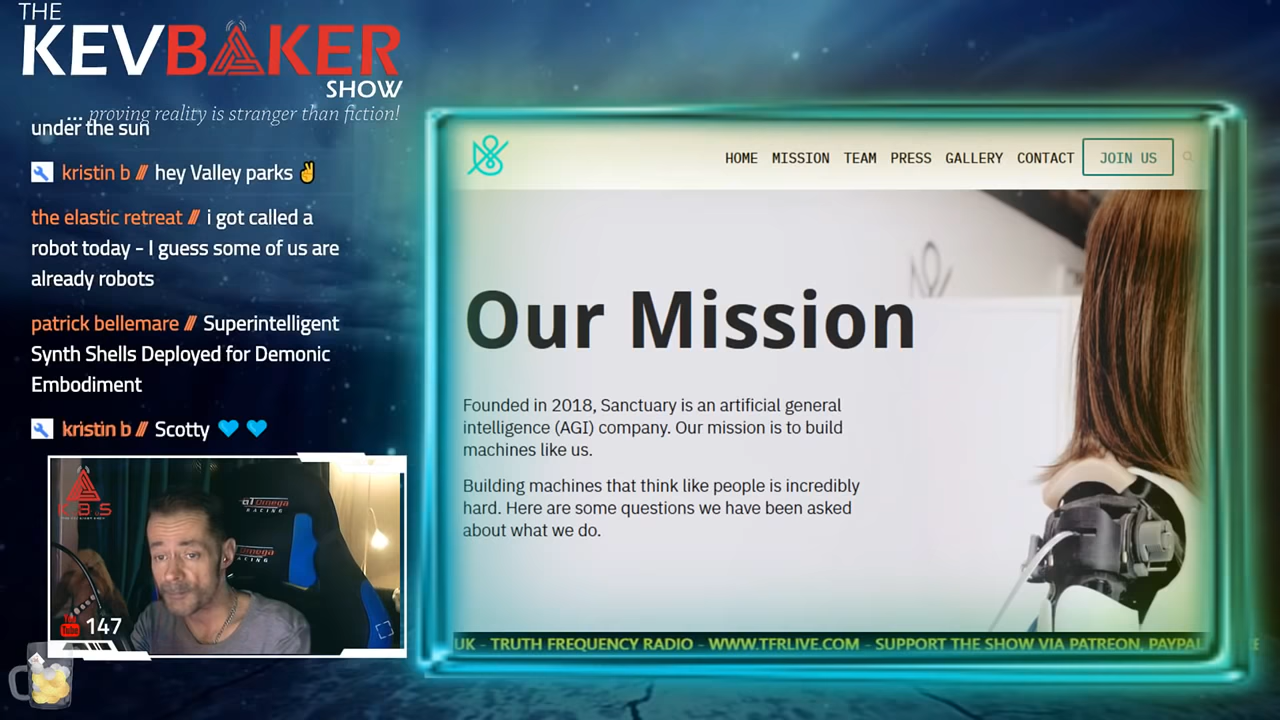 THE
KEVBAKER
SHOW
... proving reality is stranger than fiction!
under the sun
kristin b /// hey Valley parks ✌
the elastic retreat /// i got called a
robot today - I guess some of us are
already robots
patrick bellemare /// Superintelligent
Synth Shells Deployed for Demonic
Embodiment
kristin b /// Scotty 💙 💙
KBS
GT Omega
RACING
Omega
RACING
You
Tube
147
HOME MISSION TEAM PRESS GALLERY CONTACT JOIN US
Our Mission
Founded in 2018, Sanctuary is an artificial general
intelligence (AGI) company. Our mission is to build
machines like us.
Building machines that think like people is incredibly
hard. Here are some questions we have been asked
about what we do.
UK - TRUTH FREQUENCY RADIO - WWW.TFRLIVE.COM - SUPPORT THE SHOW VIA PATREON, PAYPAL